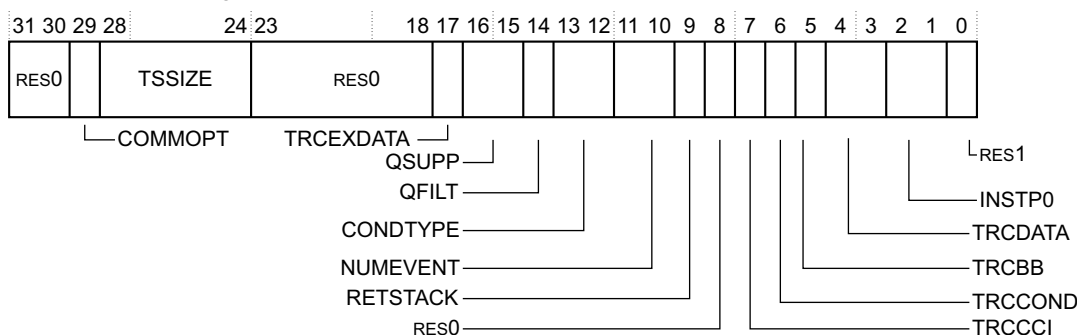 31 30 29 28 24 23 18 17 16 15 14 13 12 11 10 9 8 7 6 5 4 3 2 1 0
RES0 TSSIZE RES0
COMMOPT TRCEXDATA RES1
QSUPP
QFILT INSTP0
CONDTYPE TRCDATA
NUMEVENT TRCBB
RETSTACK TRCCOND
RES0 TRCCCI